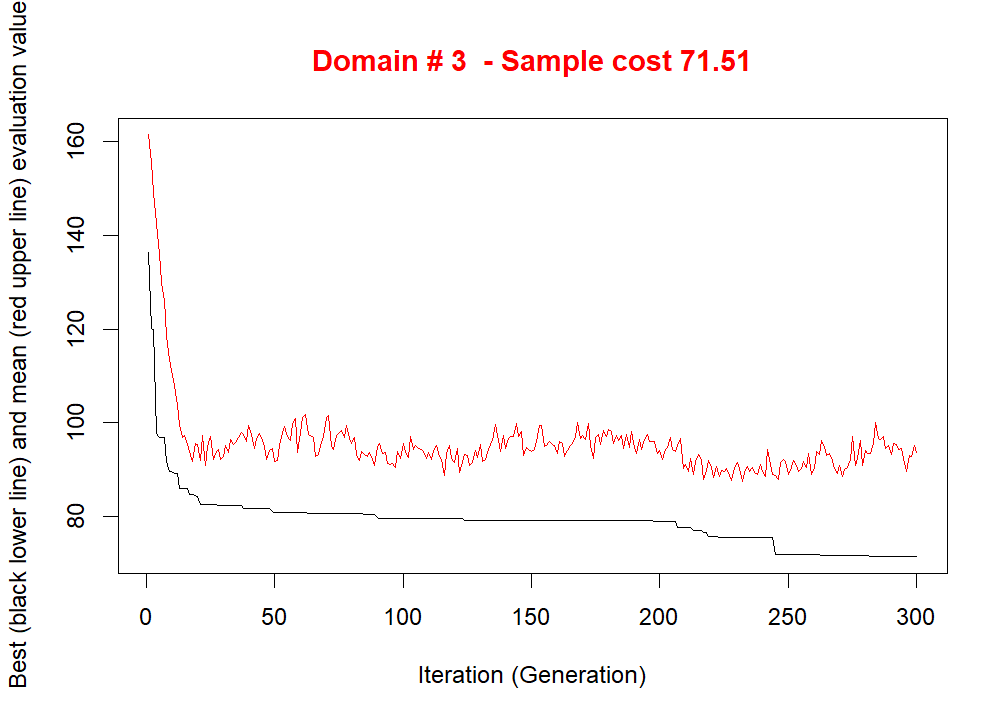 Domain # 3  - Sample cost 71.51
Best (black lower line) and mean (red upper line) evaluation value
160
140
120
100
80
0 50 100 150 200 250 300
Iteration (Generation)